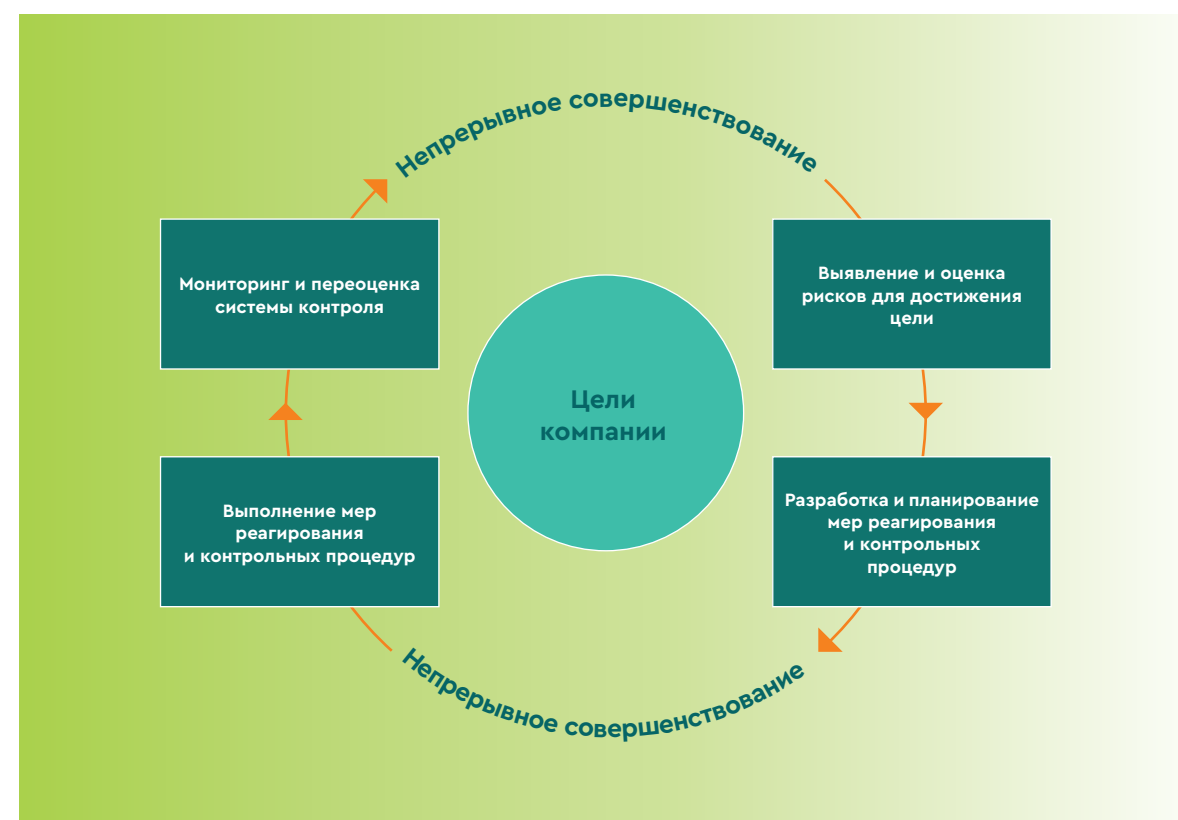 Непрерывное совершенствование
Мониторинг и переоценка
системы контроля
Выявление и оценка
рисков для достижения
цели
Цели
компании
Выполнение мер
реагирования
и контрольных процедур
Разработка и планирование
мер реагирования
и контрольных
процедур
Непрерывное совершенствование